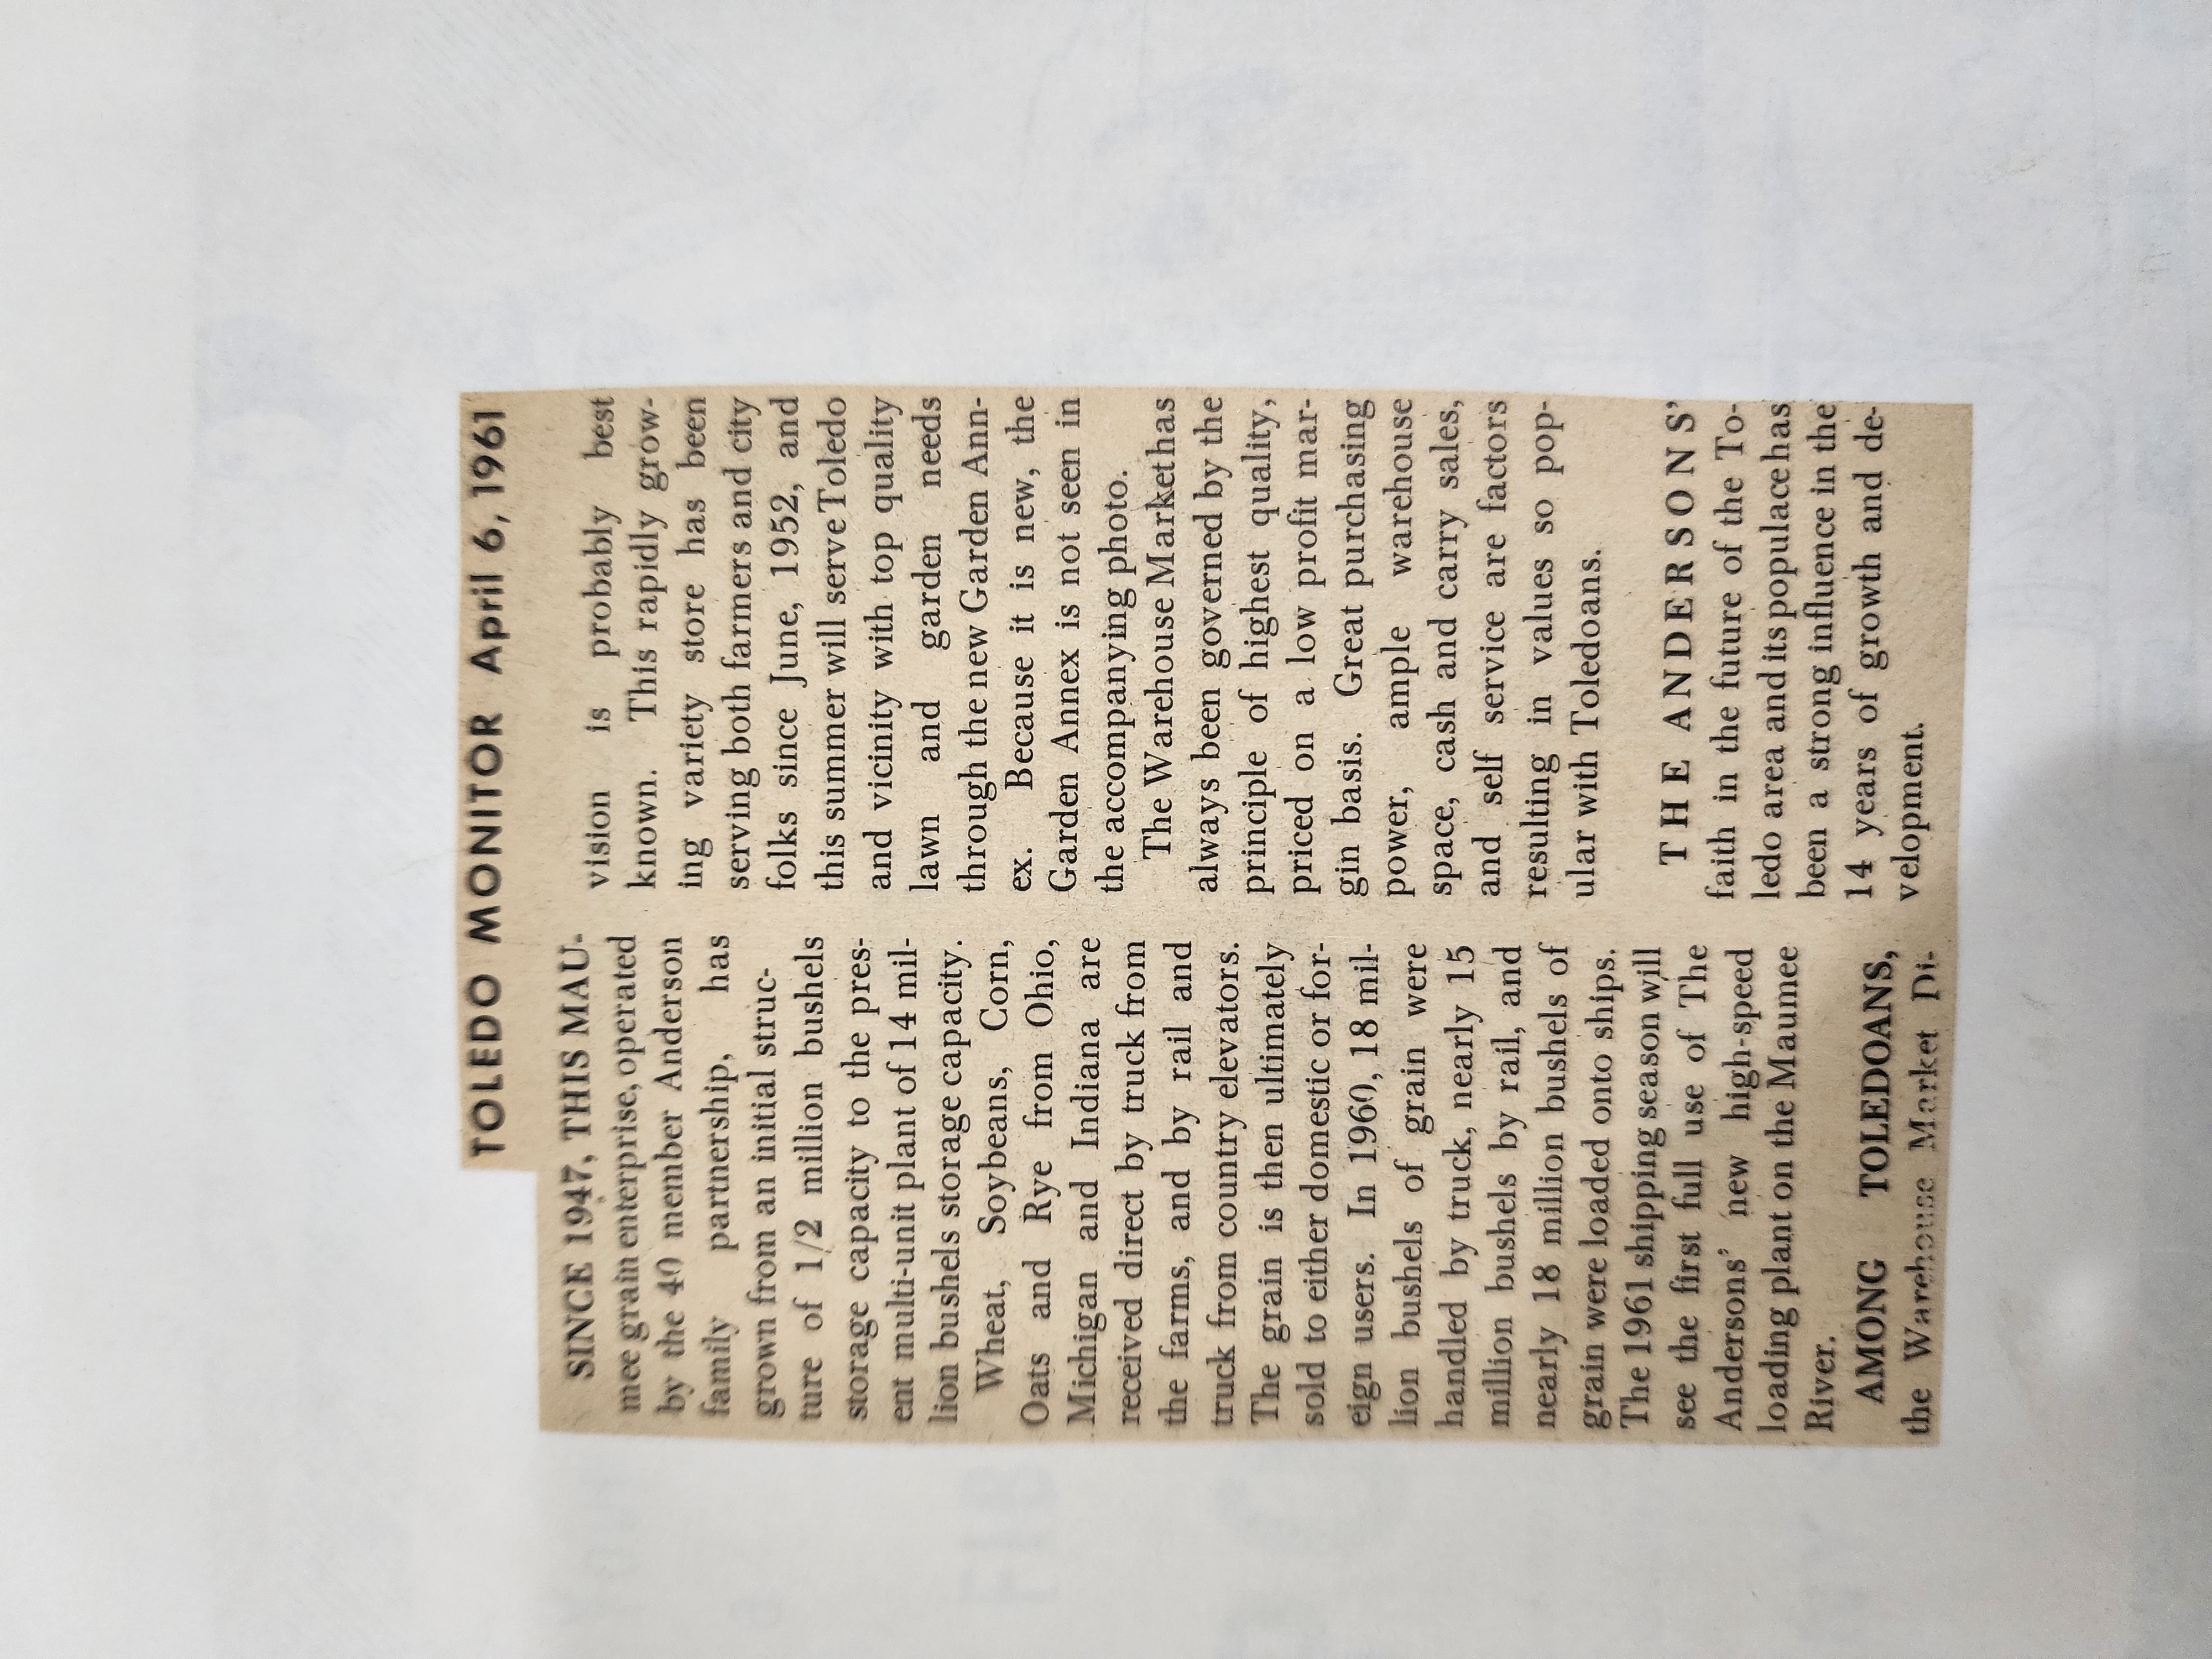 TOLEDO MONITOR April 6, 1961
SINCE 1947, THIS MAU-
mee grain enterprise, operated
by the 40 member Anderson
family partnership, has
grown from an initial struc-
ture of 1/2 million bushels
storage capacity to the pres-
ent multi-unit plant of 14 mil-
lion bushels storage capacity.
Wheat, Soybeans, Corn,
Oats and Rye from Ohio,
Michigan and Indiana are
received direct by truck from
the farms, and by rail and
truck from country elevators.
The grain is then ultimately
sold to either domestic or for-
eign users. In 1960, 18 mil-
lion bushels of grain were
handled by truck, nearly 15
million bushels by rail, and
nearly 18 million bushels of
grain were loaded onto ships.
The 1961 shipping season will
see the first full use of The
Andersons' new high-speed
loading plant on the Maumee
River.
AMONG TOLEDOANS,
the Warehouse Market Di-
vision is probably best
known. This rapidly grow-
ing variety store has been
serving both farmers and city
folks since June, 1952, and
this summer will serve Toledo
and vicinity with top quality
lawn and garden needs
through the new Garden Ann-
ex. Because it is new, the
Garden Annex is not seen in
the accompanying photo.
The Warehouse Market has
always been governed by the
principle of highest quality,
priced on a low profit mar-
gin basis. Great purchasing
power, ample warehouse
space, cash and carry sales,
and self service are factors
resulting in values so pop-
ular with Toledoans.
THE ANDERSONS'
faith in the future of the To-
ledo area and its populace has
been a strong influence in the
14 years of growth and de-
velopment.